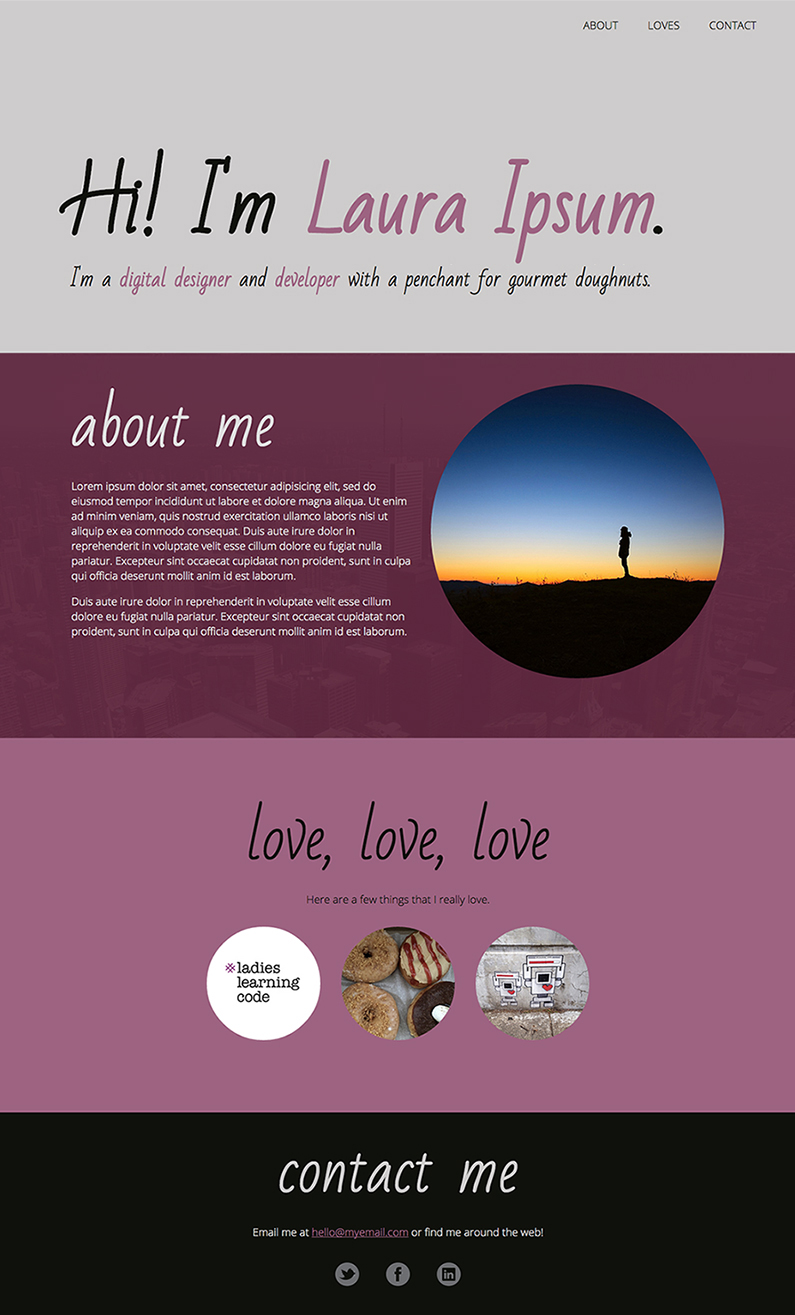 ABOUT LOVES CONTACT
Hi! I'm Laura Ipsum.
I'm a digital designer and developer with a penchant for gourmet doughnuts.
about me
Lorem ipsum dolor sit amet, consectetur adipisicing elit, sed do
eiusmod tempor incididunt ut labore et dolore magna aliqua. Ut enim
ad minim veniam, quis nostrud exercitation ullamco laboris nisi ut
aliquip ex ea commodo consequat. Duis aute irure dolor in
reprehenderit in voluptate velit esse cillum dolore eu fugiat nulla
pariatur. Excepteur sint occaecat cupidatat non proident, sunt in culpa
qui officia deserunt mollit anim id est laborum.
Duis aute irure dolor in reprehenderit in voluptate velit esse cillum
dolore eu fugiat nulla pariatur. Excepteur sint occaecat cupidatat non
proident, sunt in culpa qui officia deserunt mollit anim id est laborum.
love, love, love
Here are a few things that I really love.
ladies
learning
code
contact me
Email me at hello@myemail.com or find me around the web!
f
in